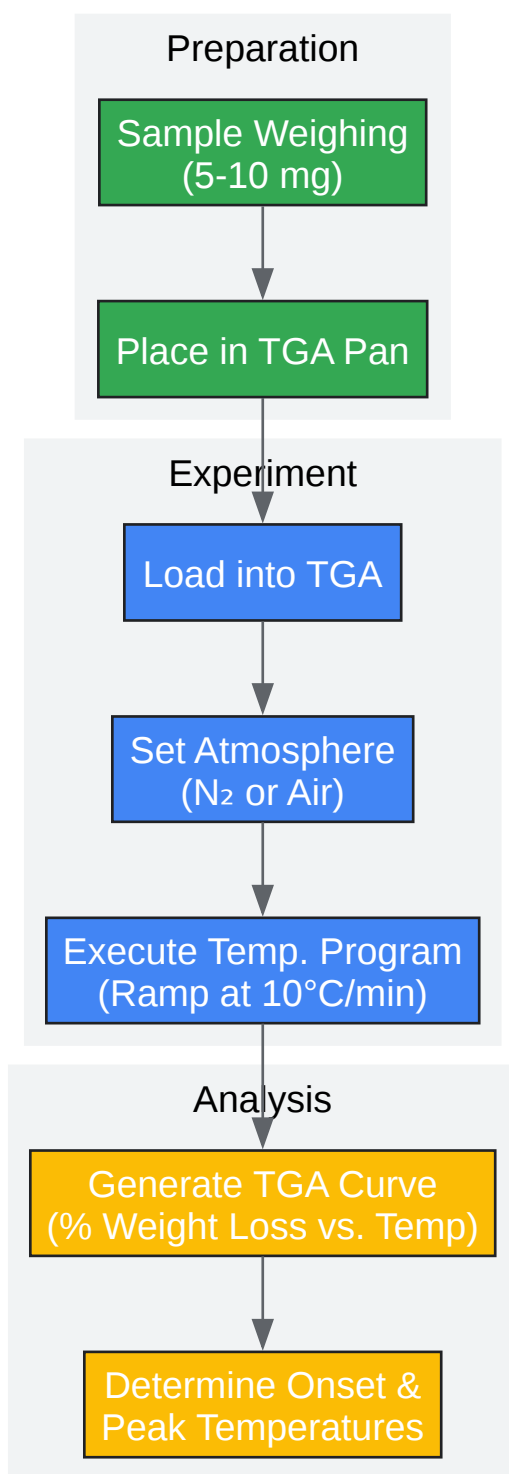 Preparation
Sample Weighing
(5-10 mg)
Place in TGA Pan
Experiment
Load into TGA
Set Atmosphere
(N₂ or Air)
Execute Temp. Program
(Ramp at 10°C/min)
Analysis
Generate TGA Curve
(% Weight Loss vs. Temp)
Determine Onset &
Peak Temperatures